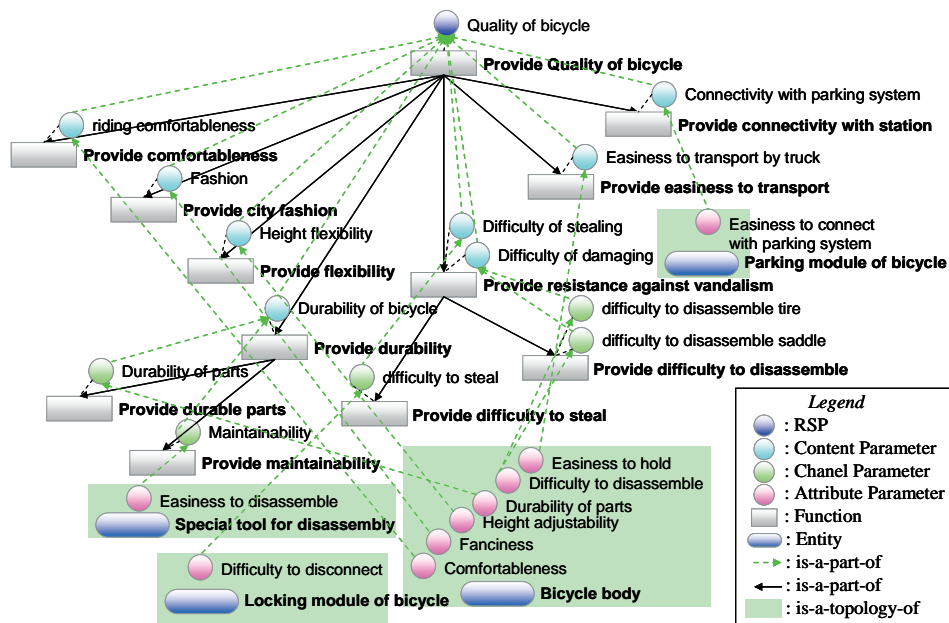 Quality of bicycle
Provide Quality of bicycle
Connectivity with parking system
Provide connectivity with station
riding comfortableness
Provide comfortableness
Easiness to transport by truck
Provide easiness to transport
Fashion
Provide city fashion
Height flexibility
Provide flexibility
Difficulty of stealing
Difficulty of damaging
Provide resistance against vandalism
Easiness to connect
with parking system
Parking module of bicycle
Durability of bicycle
Provide durability
difficulty to disassemble tire
difficulty to disassemble saddle
Provide difficulty to disassemble
Durability of parts
Provide durable parts
difficulty to steal
Provide difficulty to steal
Maintainability
Provide maintainability
Easiness to disassemble
Special tool for disassembly
Easiness to hold
Difficulty to disassemble
Durability of parts
Height adjustability
Fanciness
Comfortableness
Bicycle body
Difficulty to disconnect
Locking module of bicycle
Legend
: RSP
: Content Parameter
: Chanel Parameter
: Attribute Parameter
: Function
: Entity
: is-a-part-of
: is-a-part-of
: is-a-topology-of